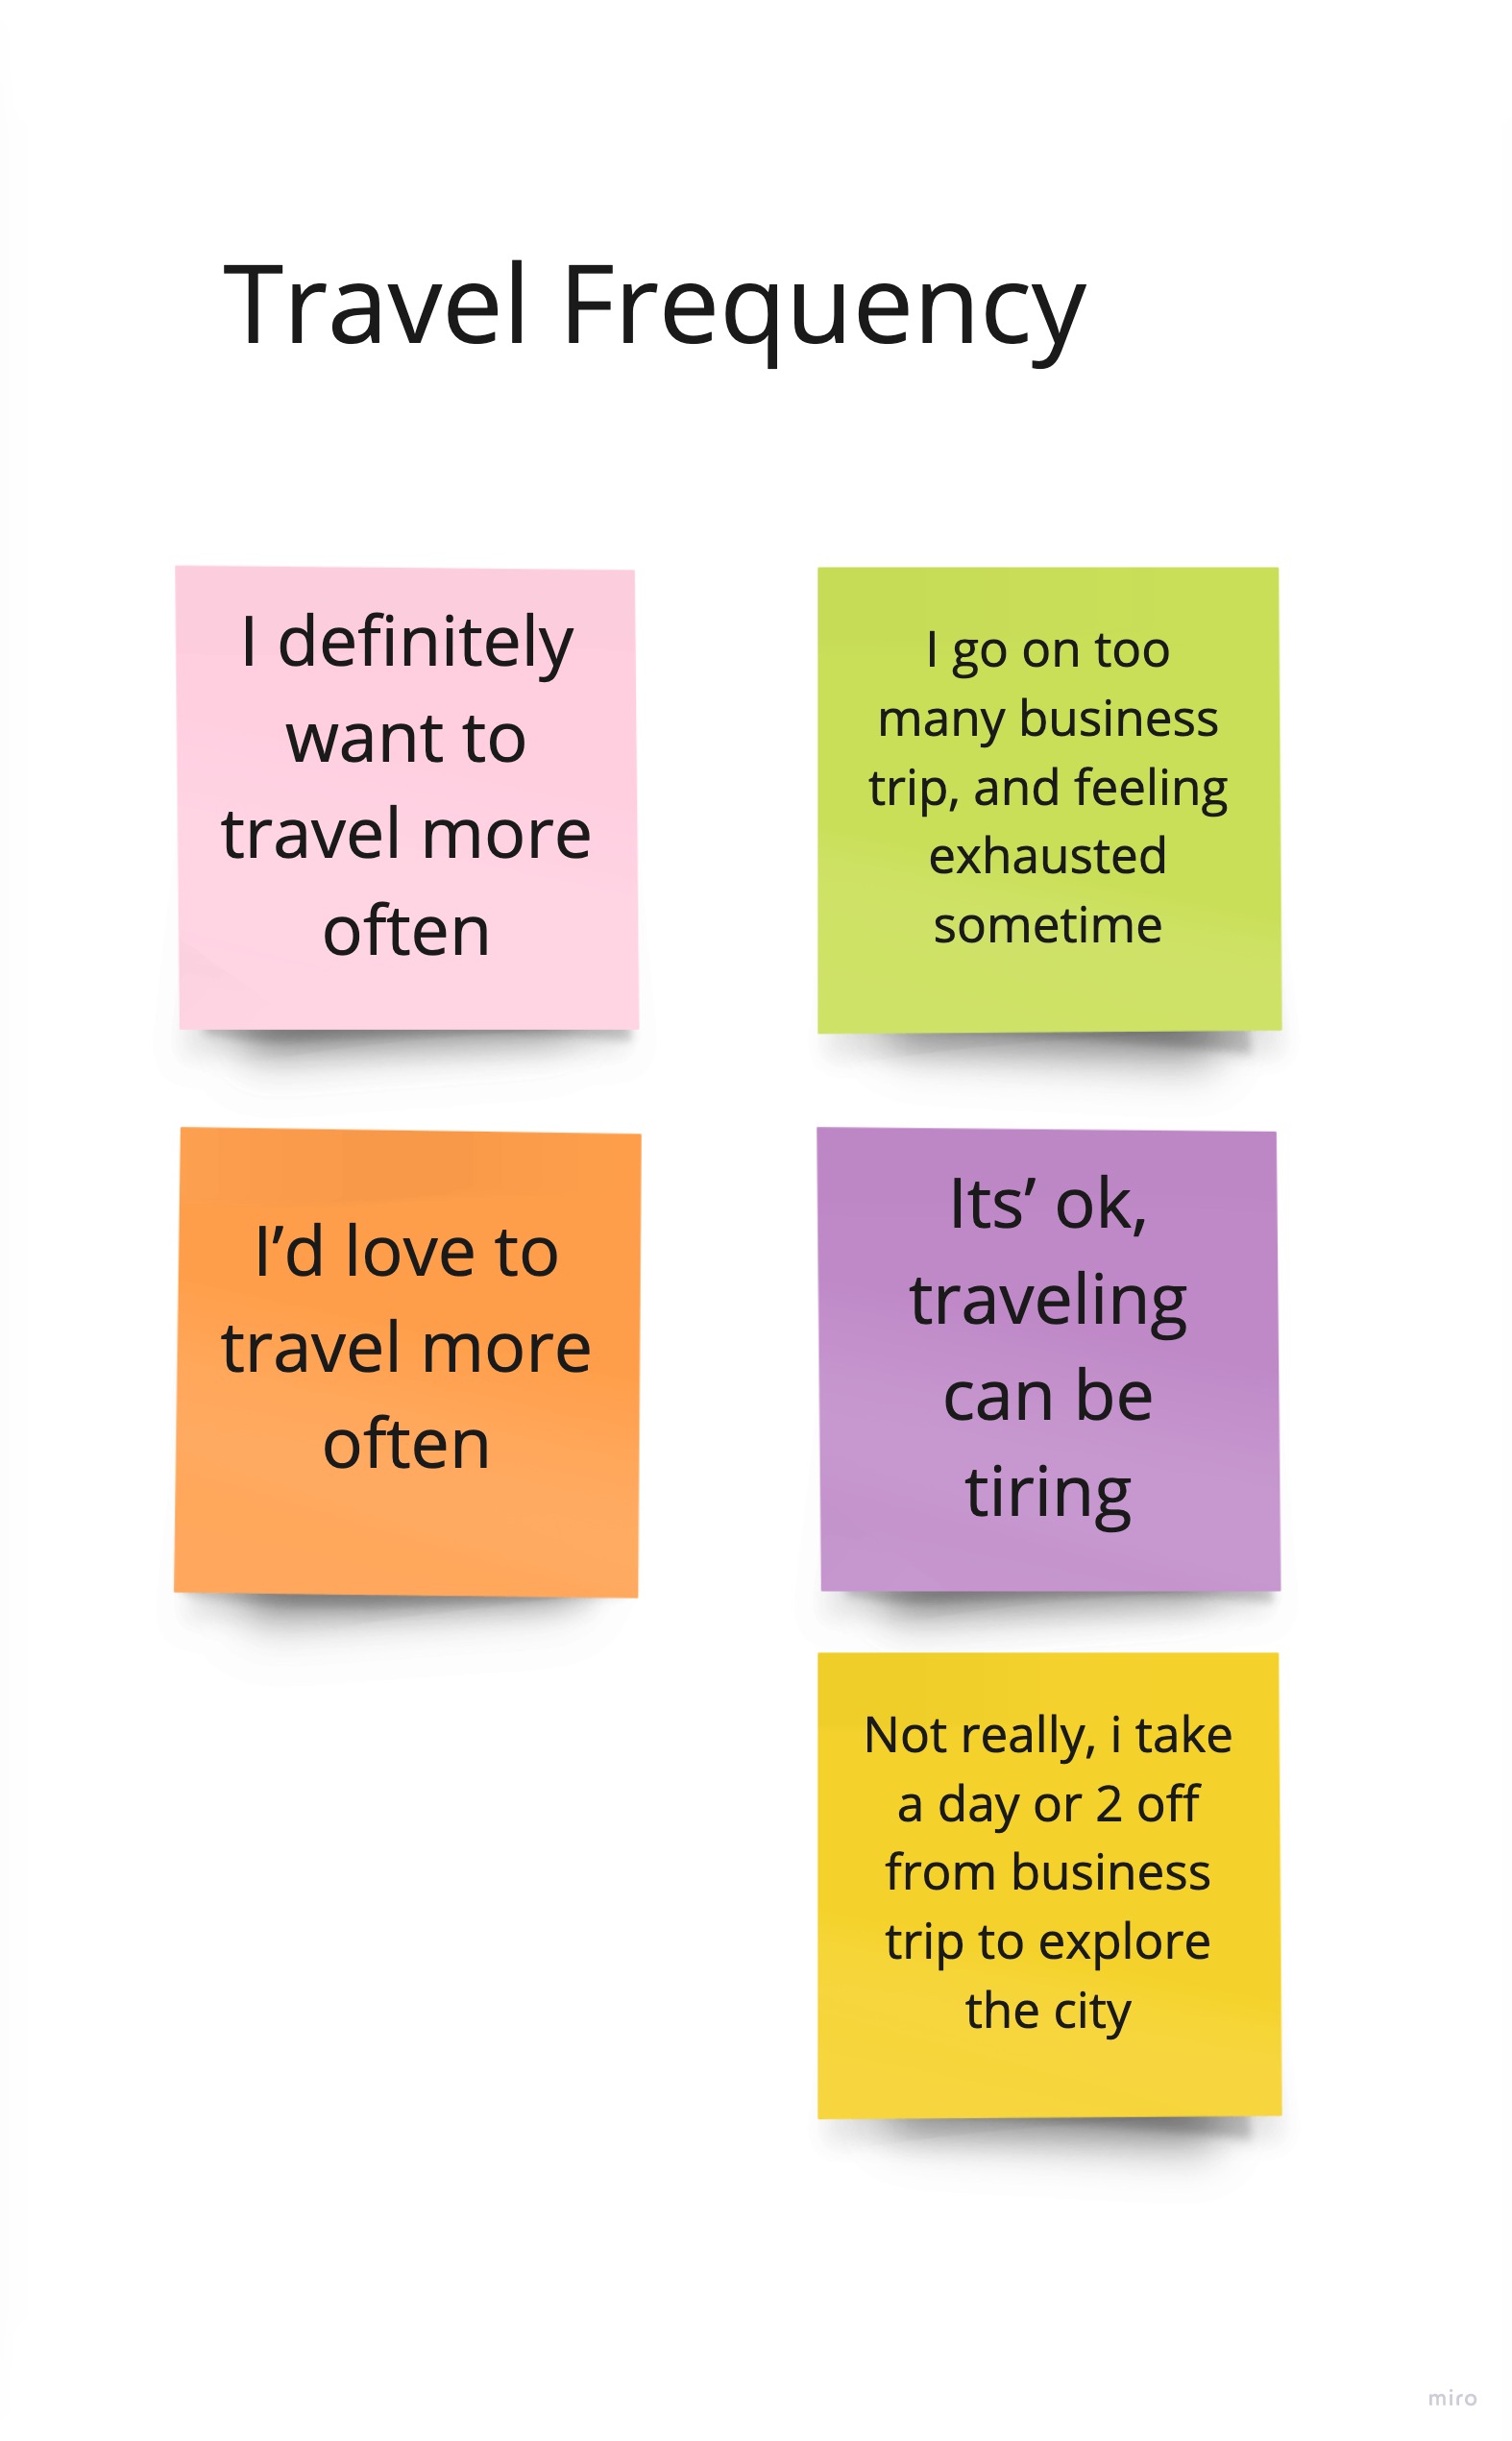 Travel Frequency
I definitely
want to
travel more
often
I go on too
many business
trip, and feeling
exhausted
sometime
I’d love to
travel more
often
Its’ ok,
traveling
can be
tiring
Not really, i take
a day or 2 off
from business
trip to explore
the city
miro